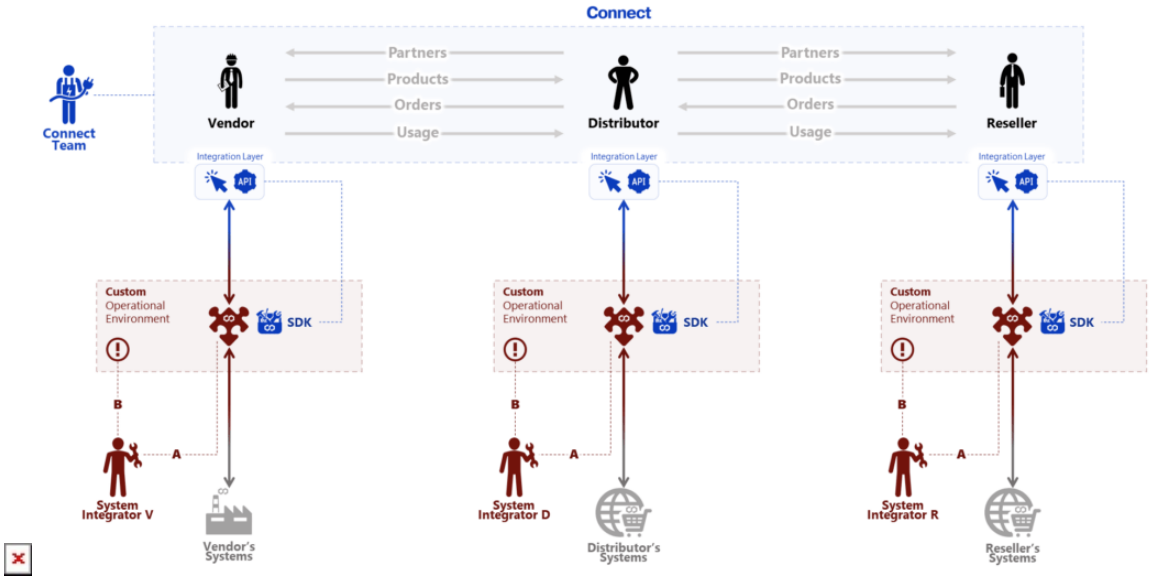 Connect
Partners
Partners
Products
Products
Orders
Orders
Usage
Usage
Vendor
Distributor
Reseller
Connect
Team
Integration Layer
Integration Layer
Integration Layer
API
API
API
Custom
Operational
Environment
SDK
Custom
Operational
Environment
SDK
Custom
Operational
Environment
SDK
B
B
B
A
A
A
System
Integrator V
System
Integrator D
System
Integrator R
Vendor's
Systems
Distributor's
Systems
Reseller's
Systems